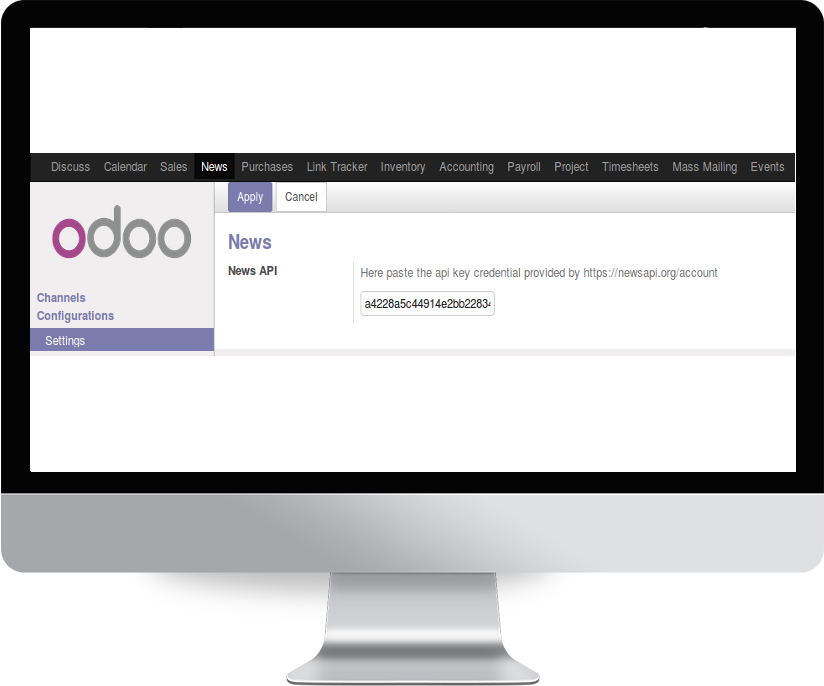 Discuss Calendar Sales News Purchases Link Tracker Inventory Accounting Payroll Project Timesheets Mass Mailing Events
Apply Cancel
odoo
News
News API Here paste the api key credential provided by https://newsapi.org/account
a4228a5c44914e2bb22834
Channels
Configurations
Settings